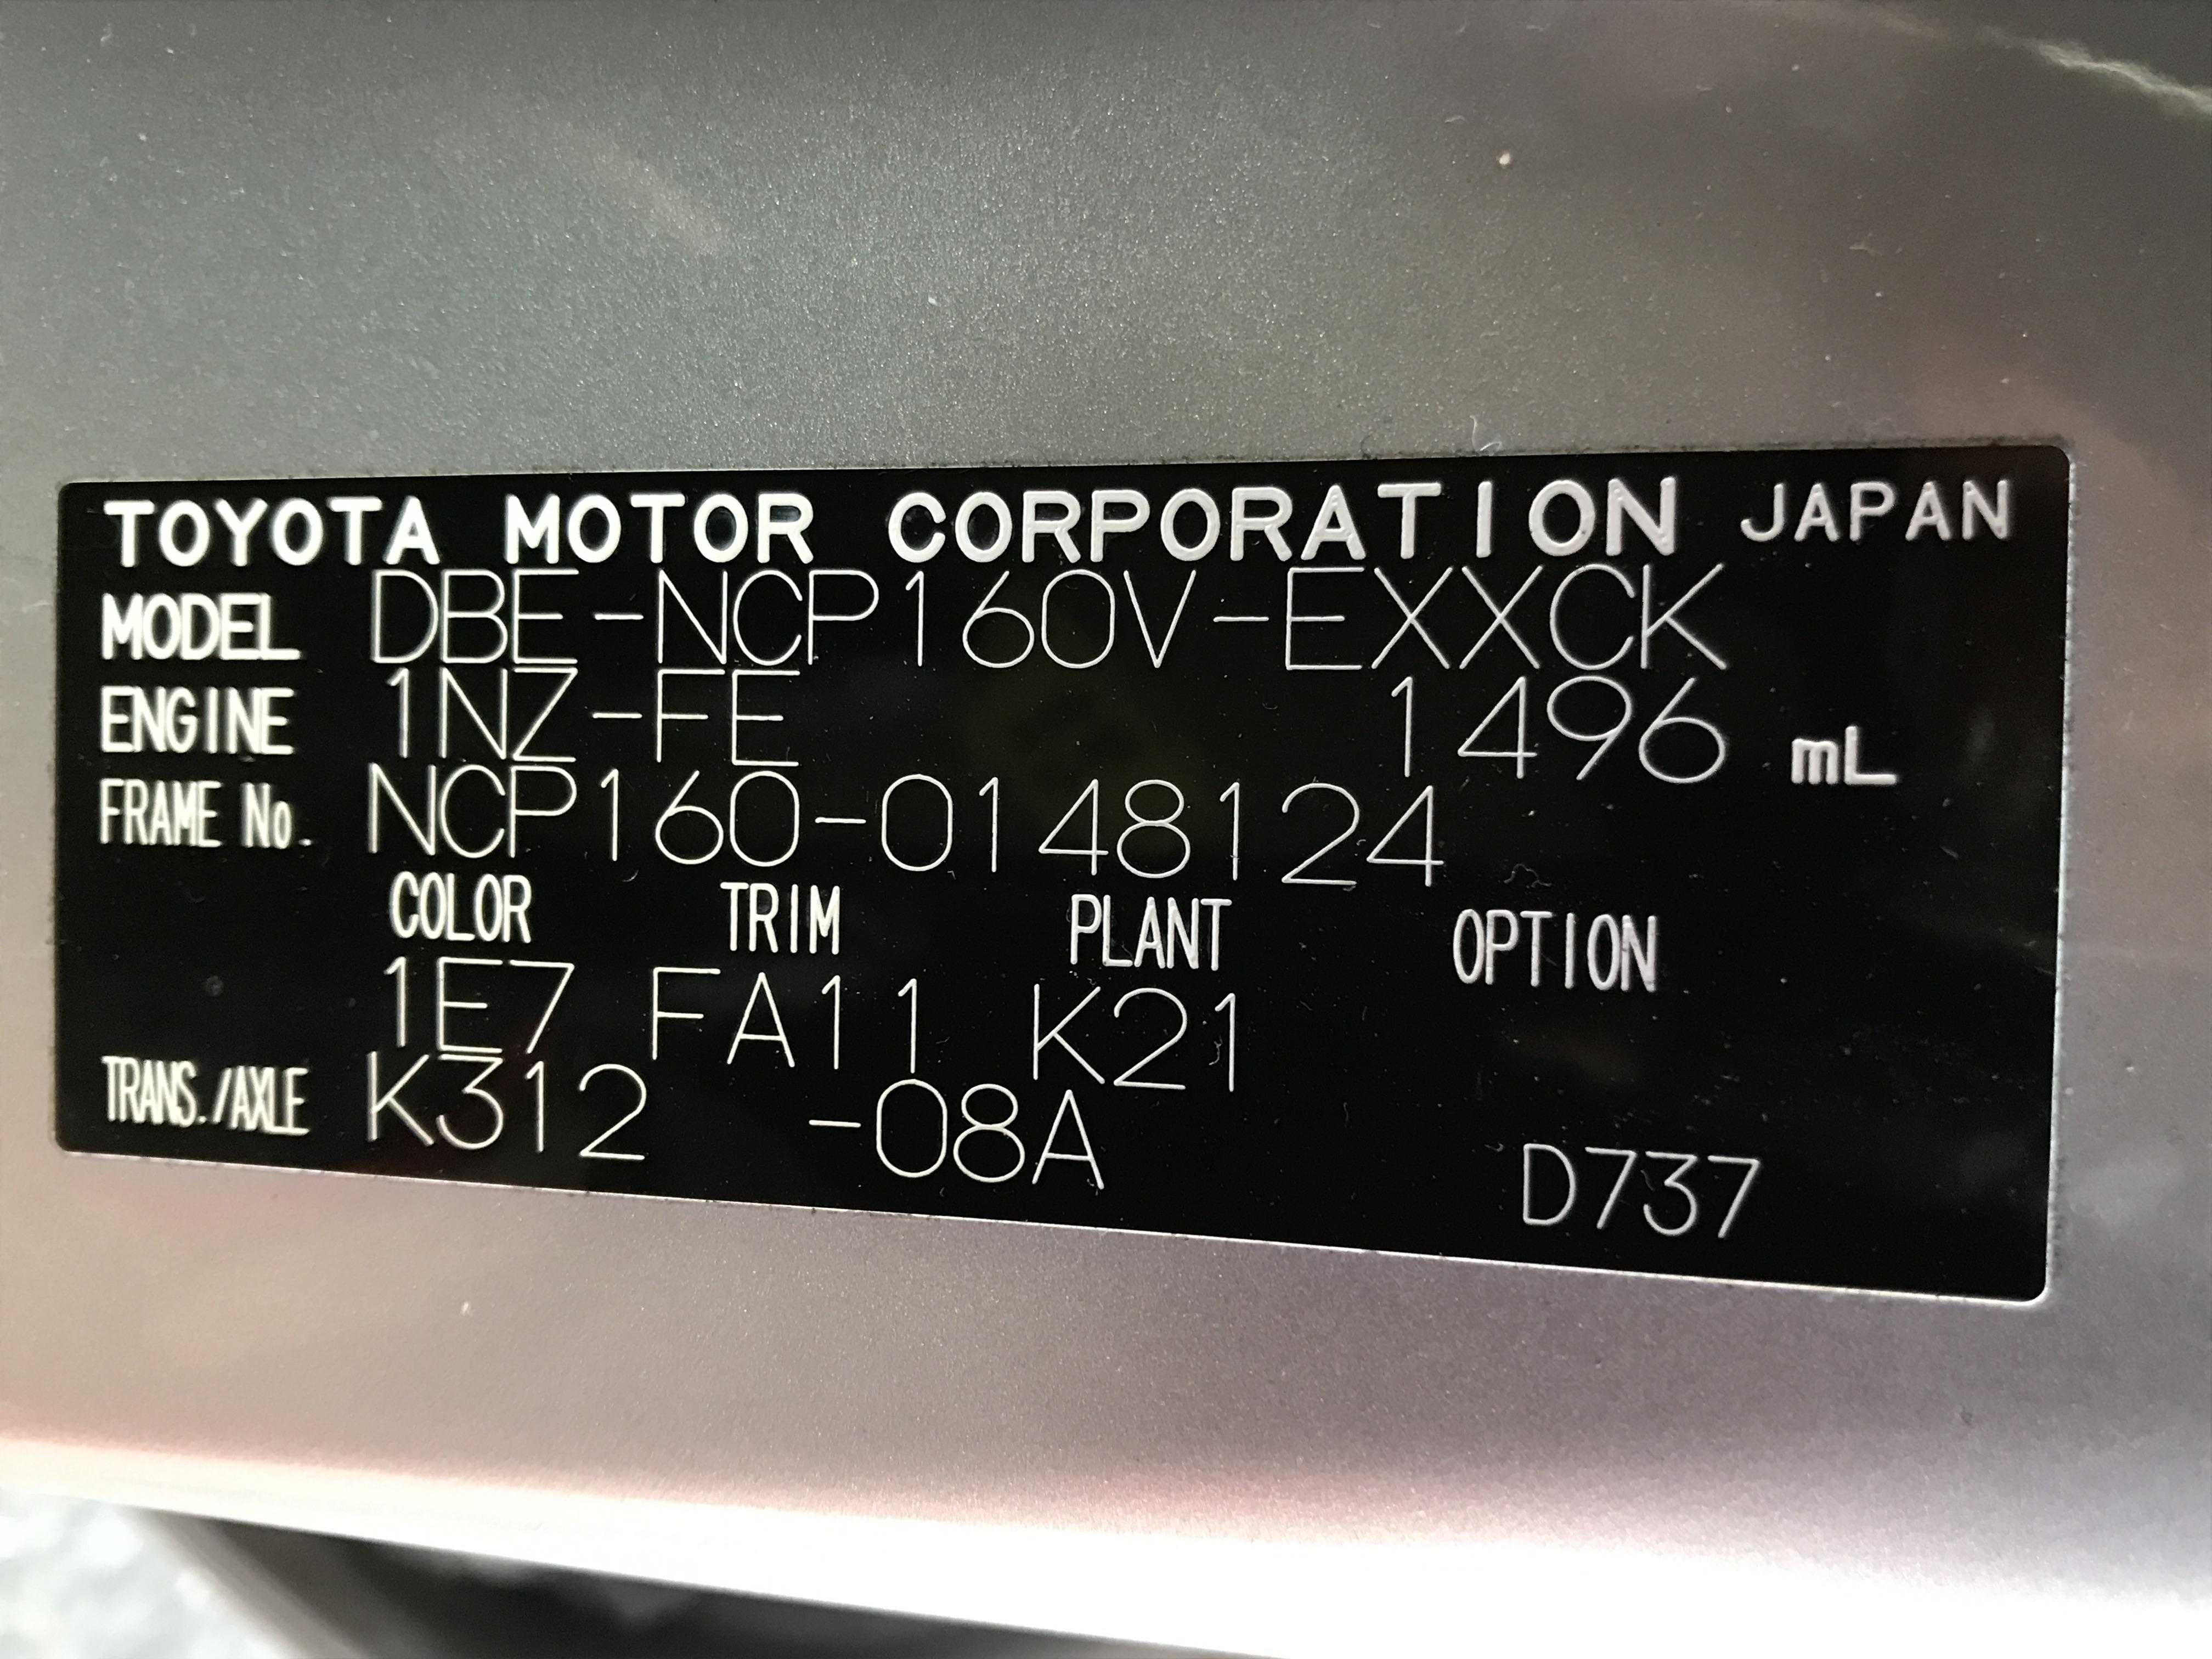 TOYOTA MOTOR CORPORATION JAPAN
MODEL DBE-NCP160V-EXXCK
ENGINE 1NZ-FE 1496 mL
FRAME No. NCP160-0148124
COLOR TRIM PLANT OPTION
1E7 FA11 K21
TRANS./AXLE K312 -08A
D737